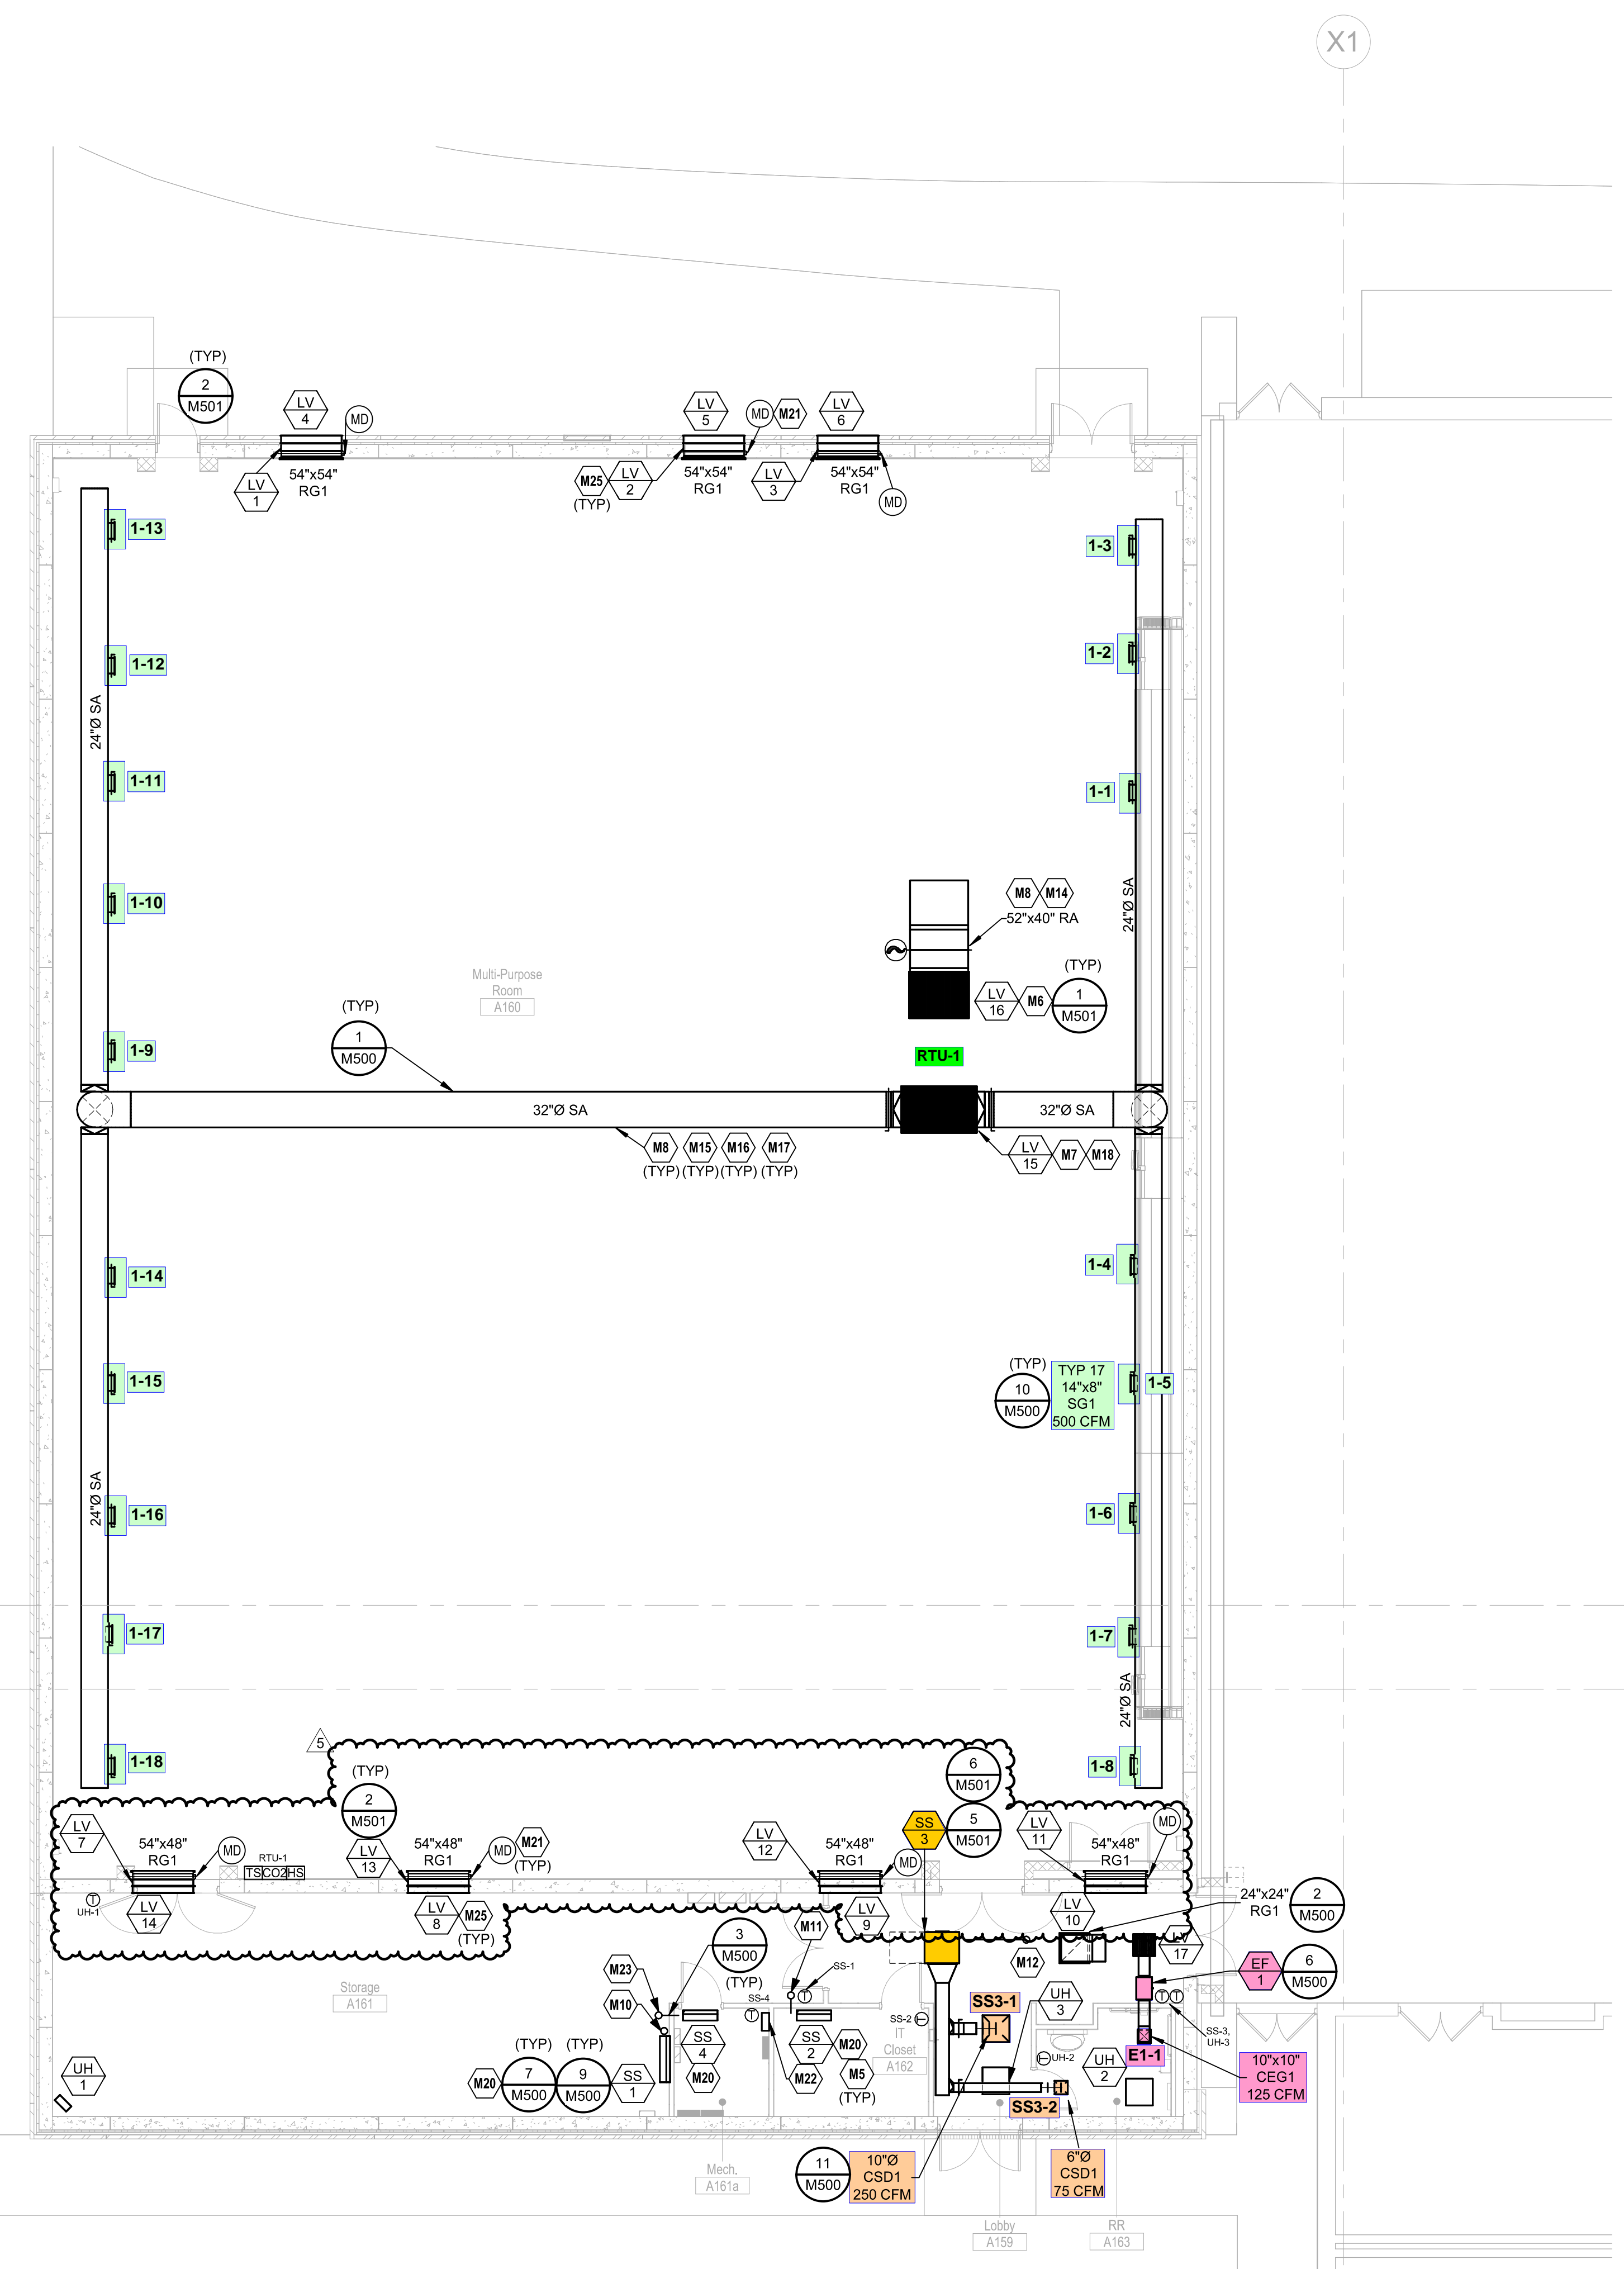 X1
(TYP)
2
M501
LV
4
MD
LV
5
MD
M21
LV
6
LV
1
54"x54"
RG1
M25
(TYP)
LV
2
54"x54"
RG1
LV
3
54"x54"
RG1
MD
1-13
1-3
1-12
1-2
24"Ø SA
1-11
1-1
1-10
24"Ø SA
M8
M14
52"x40" RA
Multi-Purpose
Room
A160
(TYP)
LV
16
M6
1
M501
(TYP)
1
M500
1-9
RTU-1
32"Ø SA
32"Ø SA
M8
M15
M16
M17
(TYP)
(TYP)
(TYP)
(TYP)
LV
15
M7
M18
1-14
1-4
1-15
(TYP)
10
M500
TYP 17
14"x8"
SG1
500 CFM
1-5
24"Ø SA
1-16
1-6
1-17
1-7
24"Ø SA
1-18
1-8
5
(TYP)
2
M501
6
M501
5
M501
LV
7
54"x48"
RG1
MD
RTU-1
TS
CO2
HS
LV
13
54"x48"
RG1
MD
M21
(TYP)
LV
12
54"x48"
RG1
MD
SS
3
LV
11
54"x48"
RG1
MD
UH-1
T
LV
14
LV
8
M25
(TYP)
LV
9
LV
10
24"x24"
RG1
2
M500
M11
3
M500
(TYP)
M12
LV
17
EF
1
6
M500
Storage
A161
M23
M10
SS-1
T
SS-4
T
SS-2
T
IT
Closet
A162
SS3-1
UH
3
T
T
SS-3,
UH-3
SS
4
M20
SS
2
M20
M22
M5
(TYP)
T
UH-2
UH
2
E1-1
10"x10"
CEG1
125 CFM
UH
1
(TYP)
(TYP)
M20
7
M500
9
M500
SS
1
SS3-2
11
M500
10"Ø
CSD1
250 CFM
6"Ø
CSD1
75 CFM
Mech.
A161a
Lobby
A159
RR
A163